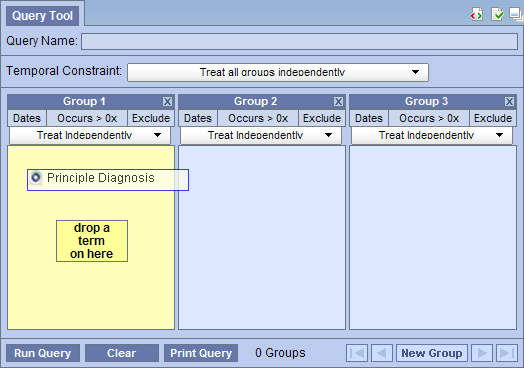 Query Tool
Query Name:
Temporal Constraint: Treat all groups independently
Group 1 X Group 2 X Group 3 X
Dates Occurs > 0x Exclude Dates Occurs > 0x Exclude Dates Occurs > 0x Exclude
Treat Independently Treat Independently Treat Independently
Principle Diagnosis
drop a
term
on here
Run Query Clear Print Query 0 Groups New Group